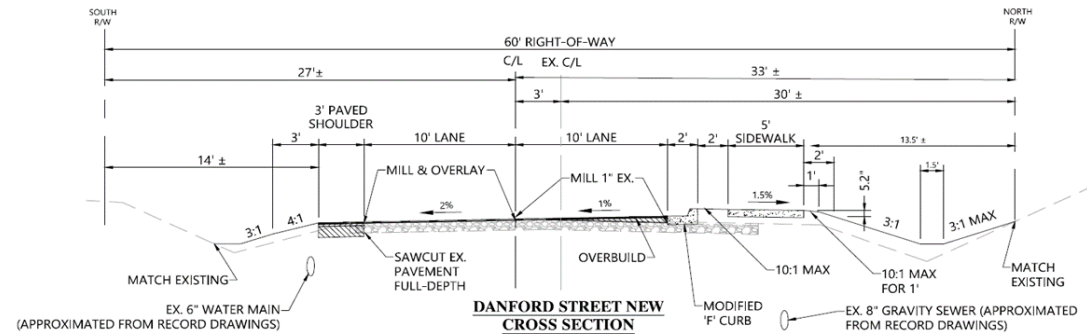 SOUTH
R/W
NORTH
R/W
60' RIGHT-OF-WAY
27'±
C/L
EX. C/L
33' ±
3'
30' ±
3' PAVED
SHOULDER
3'
10' LANE
10' LANE
2'
2'
5'
SIDEWALK
13.5' ±
14' ±
2'
1'
1.5'
5.2"
MILL & OVERLAY
MILL 1" EX.
2%
1%
1.5%
3:1
4:1
3:1
3:1 MAX
MATCH EXISTING
SAWCUT EX.
PAVEMENT
FULL-DEPTH
OVERBUILD
10:1 MAX
10:1 MAX
FOR 1'
MATCH
EXISTING
EX. 6" WATER MAIN
(APPROXIMATED FROM RECORD DRAWINGS)
DANFORD STREET NEW
CROSS SECTION
MODIFIED
'F' CURB
EX. 8" GRAVITY SEWER (APPROXIMATED
FROM RECORD DRAWINGS)